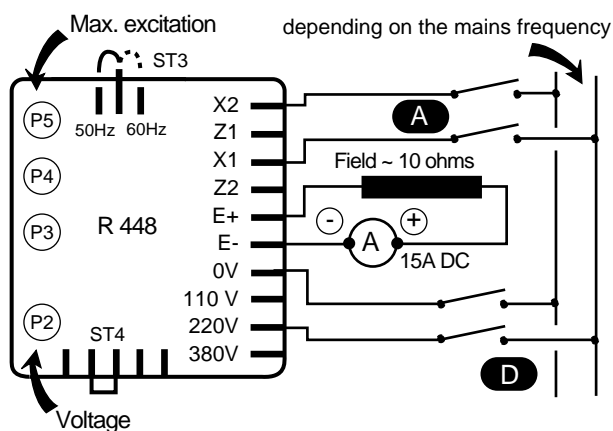 Max. excitation
depending on the mains frequency
ST3
50Hz 60Hz
P5
P4
P3
P2
R 448
ST4
Voltage
X2
Z1
X1
Z2
E+
E-
0V
110 V
220V
380V
A
Field ~ 10 ohms
- A +
15A DC
D